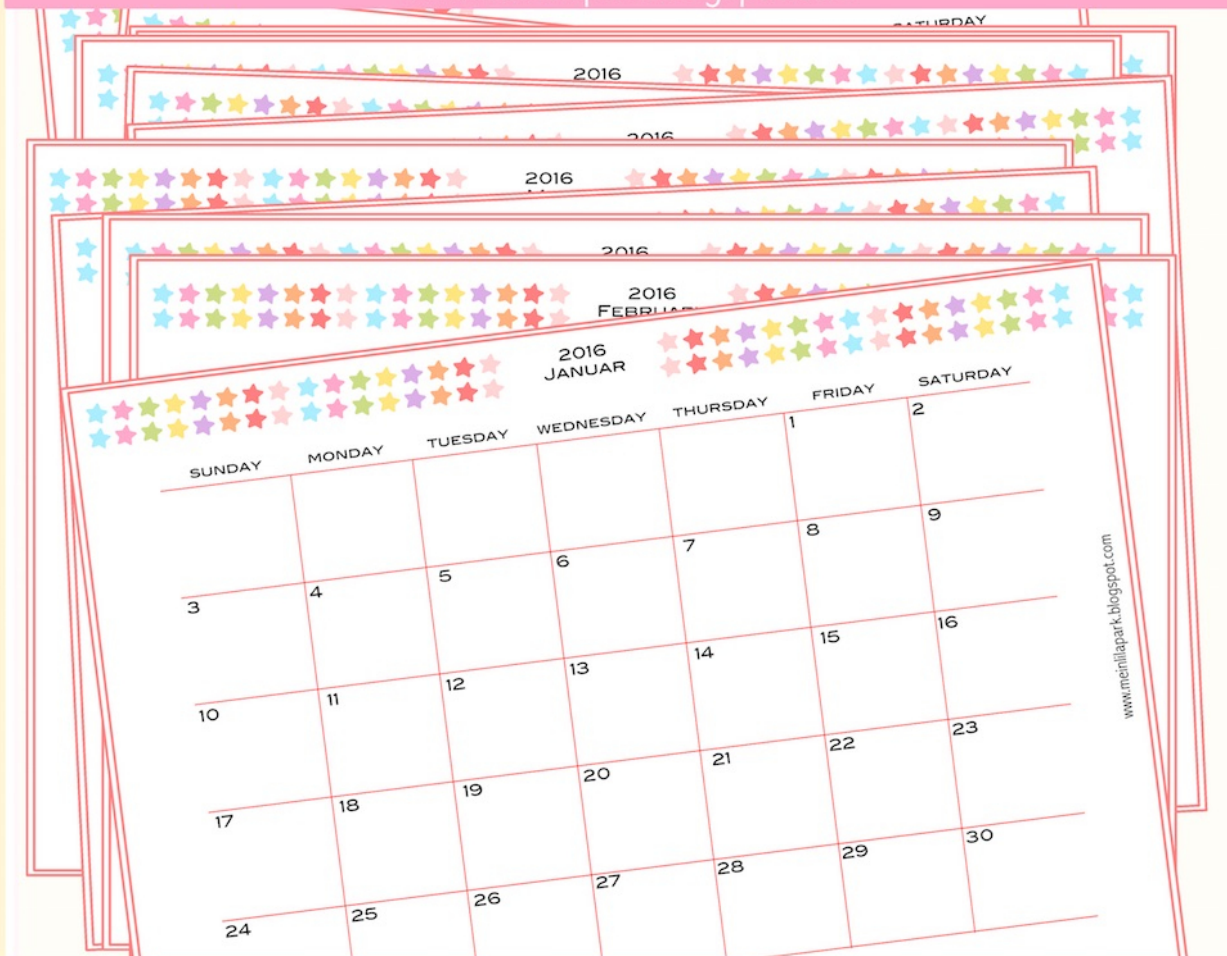 SATURDAY
2016
2016
2016
2016
2016
FEBRUAR
2016
JANUAR
SUNDAY MONDAY TUESDAY WEDNESDAY THURSDAY FRIDAY SATURDAY
1 2
3 4 5 6 7 8 9
10 11 12 13 14 15 16
17 18 19 20 21 22 23
24 25 26 27 28 29 30
www.meinlilapark.blogspot.com